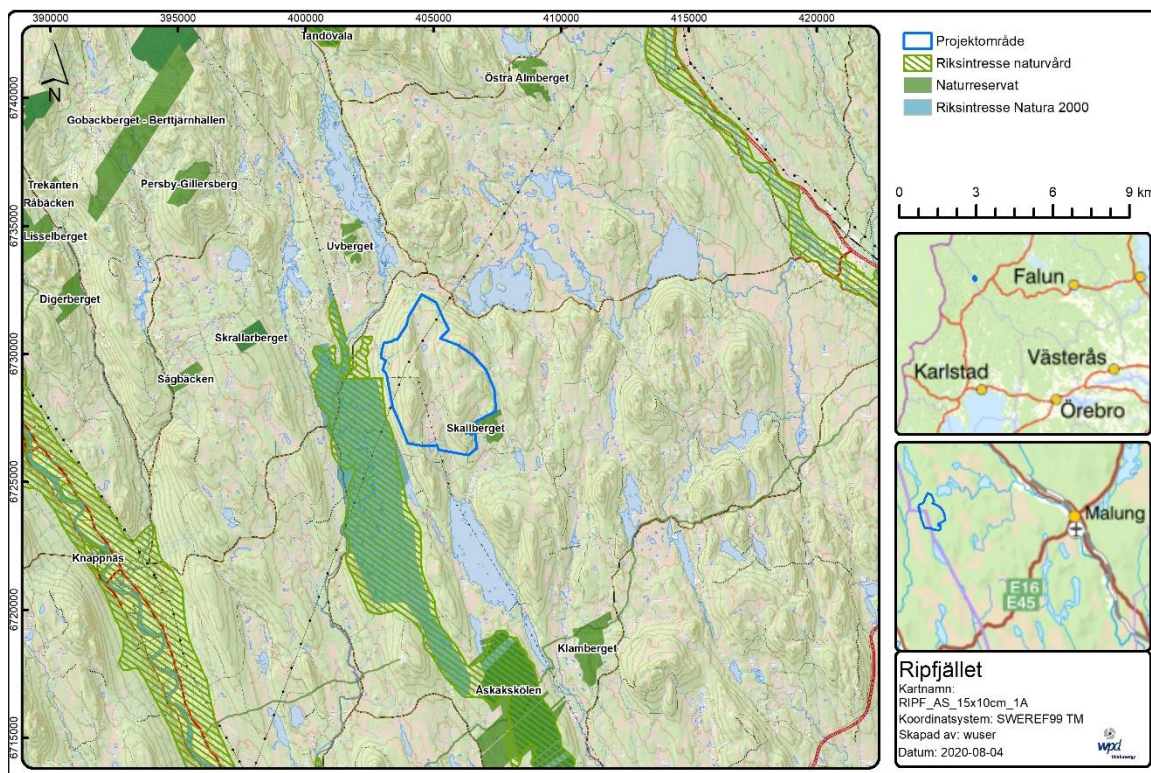 390000 395000 400000 405000 410000 415000 420000
6740000
6735000
6730000
6725000
6720000
6715000
N
Tandövala
Östra Almberget
Gobackberget - Berttjärnhallen
Trekanten
Persby-Gillersberg
Råbäcken
Lisselberget
Uvberget
Digerberget
Skrallarberget
Sågbäcken
Skallberget
Knappnäs
Klamberget
Äskakskölen
Projektområde
Riksintresse naturvård
Naturreservat
Riksintresse Natura 2000
0 3 6 9 km
Falun
Karlstad
Västerås
Örebro
Malung
E16
E45
Ripfjället
Kartnamn:
RIPF_AS_15x10cm_1A
Koordinatsystem: SWEREF99 TM
Skapad av: wuser
Datum: 2020-08-04
wpd